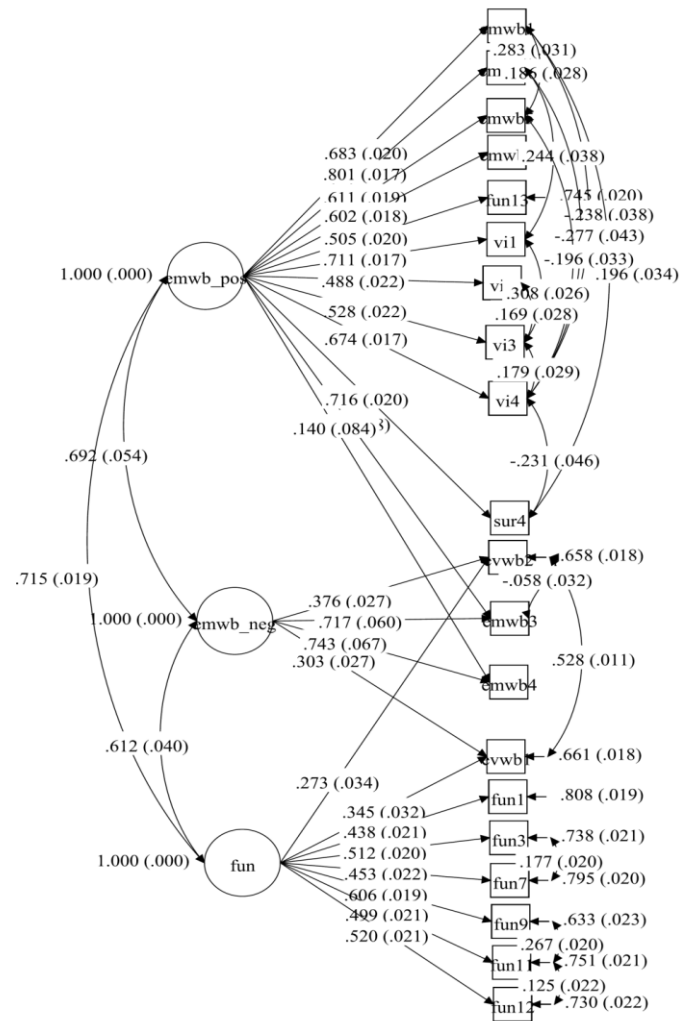 emwb1
.283 (.031)
.186 (.028)
.683 (.020)
.244 (.038)
.801 (.017)
.611 (.019)
.602 (.018)
fun13
.745 (.020)
.505 (.020)
-.238 (.038)
.711 (.017)
vi1
-.277 (.043)
-.196 (.033)
1.000 (.000)
emwb_pos
.488 (.022)
.196 (.034)
.308 (.026)
.528 (.022)
.169 (.028)
.674 (.017)
vi3
.179 (.029)
vi4
.716 (.020)
.140 (.084)
.692 (.054)
-.231 (.046)
sur4
evwb2
.658 (.018)
.715 (.019)
-.058 (.032)
.376 (.027)
1.000 (.000)
emwb_neg
.717 (.060)
emwb3
.743 (.067)
.303 (.027)
.528 (.011)
emwb4
.612 (.040)
evwb1
.661 (.018)
.273 (.034)
fun1
.808 (.019)
.345 (.032)
.438 (.021)
fun3
.738 (.021)
.512 (.020)
1.000 (.000)
fun
.177 (.020)
.453 (.022)
fun7
.795 (.020)
.606 (.019)
.499 (.021)
fun9
.633 (.023)
.520 (.021)
.267 (.020)
fun11
.751 (.021)
.125 (.022)
fun12
.730 (.022)